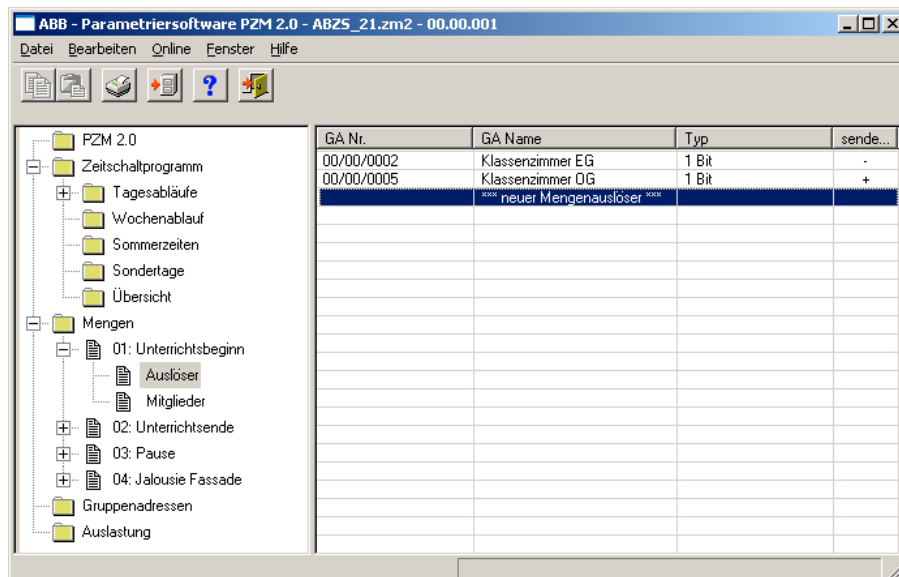 ABB - Parametriersoftware PZM 2.0 - ABZS_21.zm2 - 00.00.001
Datei Bearbeiten Online Fenster Hilfe
PZM 2.0
Zeitschaltprogramm
Tagesabläufe
Wochenablauf
Sommerzeiten
Sondertage
Übersicht
Mengen
01: Unterrichtsbeginn
Auslöser
Mitglieder
02: Unterrichtsende
03: Pause
04: Jalousie Fassade
Gruppenadressen
Auslastung
GA Nr. GA Name Typ sende...
00/00/0002 Klassenzimmer EG 1 Bit -
00/00/0005 Klassenzimmer OG 1 Bit +
*** neuer Mengenauslöser ***